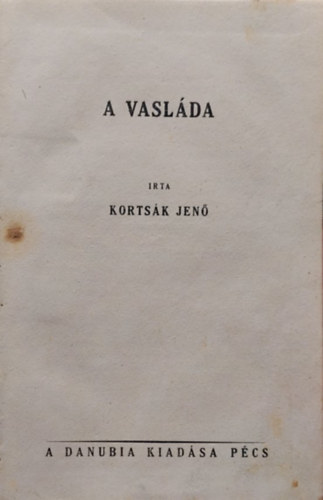 A VASLÁDA
IRTA
KORTSÁK JENŐ
A DANUBIA KIADÁSA PÉCS